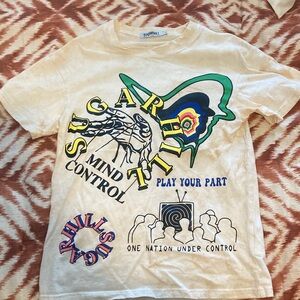 SUGARHILL
MIND
CONTROL
PLAY YOUR PART
SUGARHILL
ONE NATION UNDER CONTROL